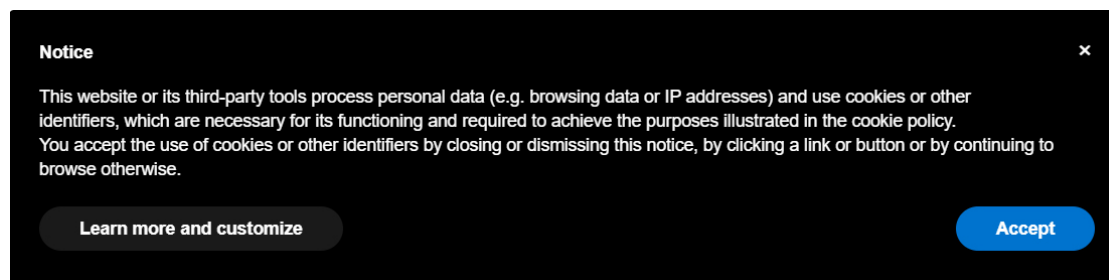 Notice
×
This website or its third-party tools process personal data (e.g. browsing data or IP addresses) and use cookies or other
identifiers, which are necessary for its functioning and required to achieve the purposes illustrated in the cookie policy.
You accept the use of cookies or other identifiers by closing or dismissing this notice, by clicking a link or button or by continuing to
browse otherwise.
Learn more and customize
Accept